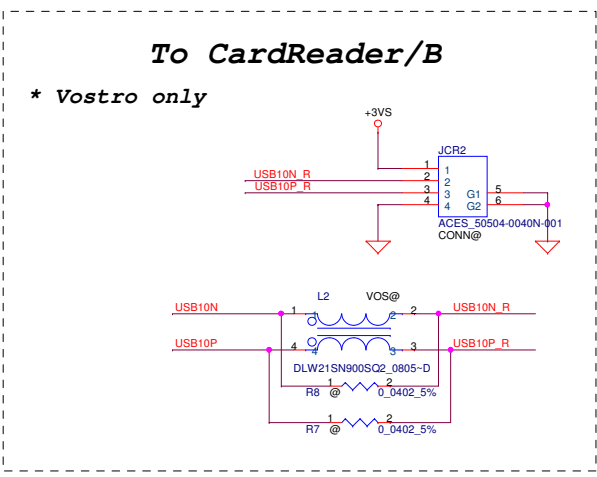 To CardReader/B
* Vostro only
+3VS
JCR2
1 1
USB10N_R 2 2
USB10P_R 3 3 G1 5
4 4 G2 6
ACES_50504-0040N-001
CONN@
L2 VOS@
USB10N 1 1 2 2 USB10N_R
USB10P 4 4 3 3 USB10P_R
DLW21SN900SQ2_0805~D
1 2
R8 @ 0_0402_5%
1 2
R7 @ 0_0402_5%